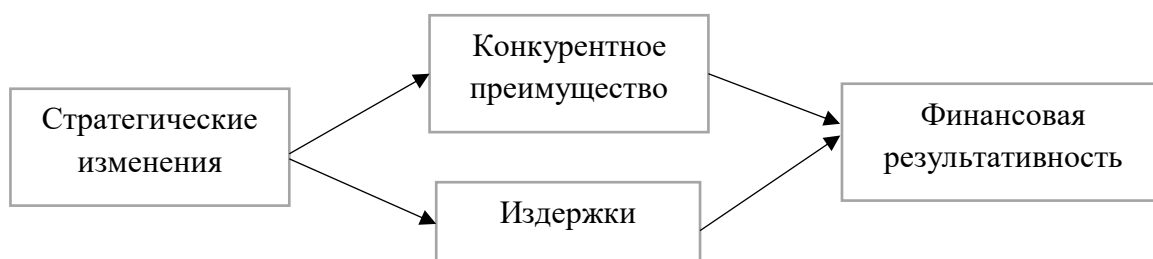 Стратегические
изменения
Конкурентное
преимущество
Издержки
Финансовая
результативность